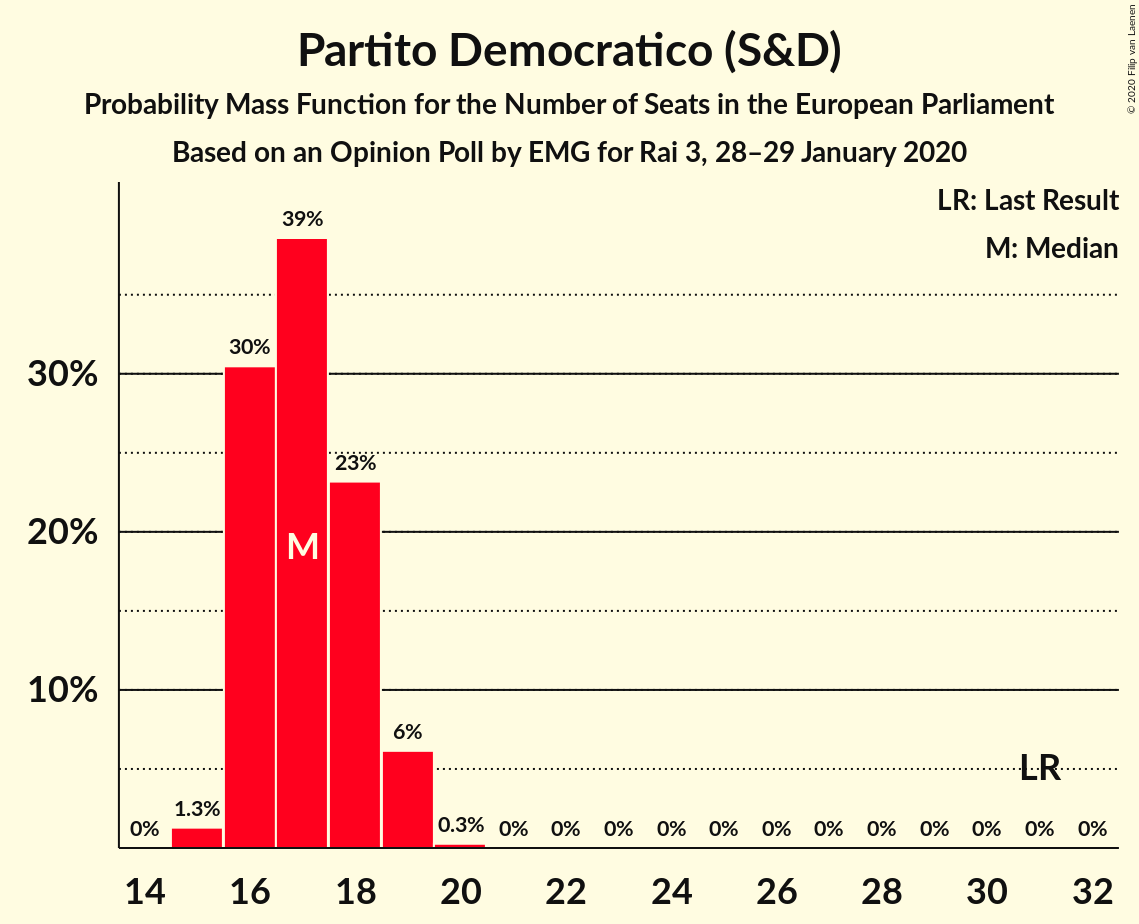 © 2020 Filip van Laenen
Partito Democratico (S&D)
Probability Mass Function for the Number of Seats in the European Parliament
Based on an Opinion Poll by EMG for Rai 3, 28–29 January 2020
LR: Last Result
M: Median
39%
30%
30%
23%
20%
M
10%
6%
LR
0% 1.3% 0.3% 0% 0% 0% 0% 0% 0% 0% 0% 0% 0% 0% 0%
14 16 18 20 22 24 26 28 30 32